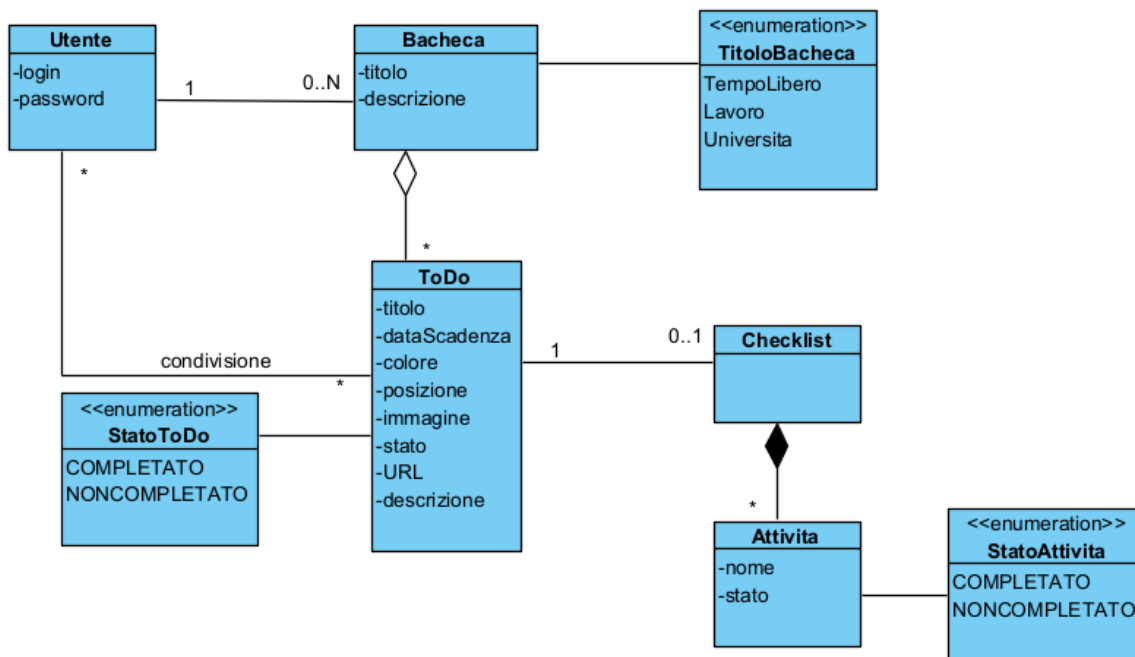 Utente
-login
-password
1
0..N
Bacheca
-titolo
-descrizione
<<enumeration>>
TitoloBacheca
TempoLibero
Lavoro
Universita
*
condivisione
*
*
ToDo
-titolo
-dataScadenza
-colore
-posizione
-immagine
-stato
-URL
-descrizione
<<enumeration>>
StatoToDo
COMPLETATO
NONCOMPLETATO
1
0..1
Checklist
*
Attivita
-nome
-stato
<<enumeration>>
StatoAttivita
COMPLETATO
NONCOMPLETATO